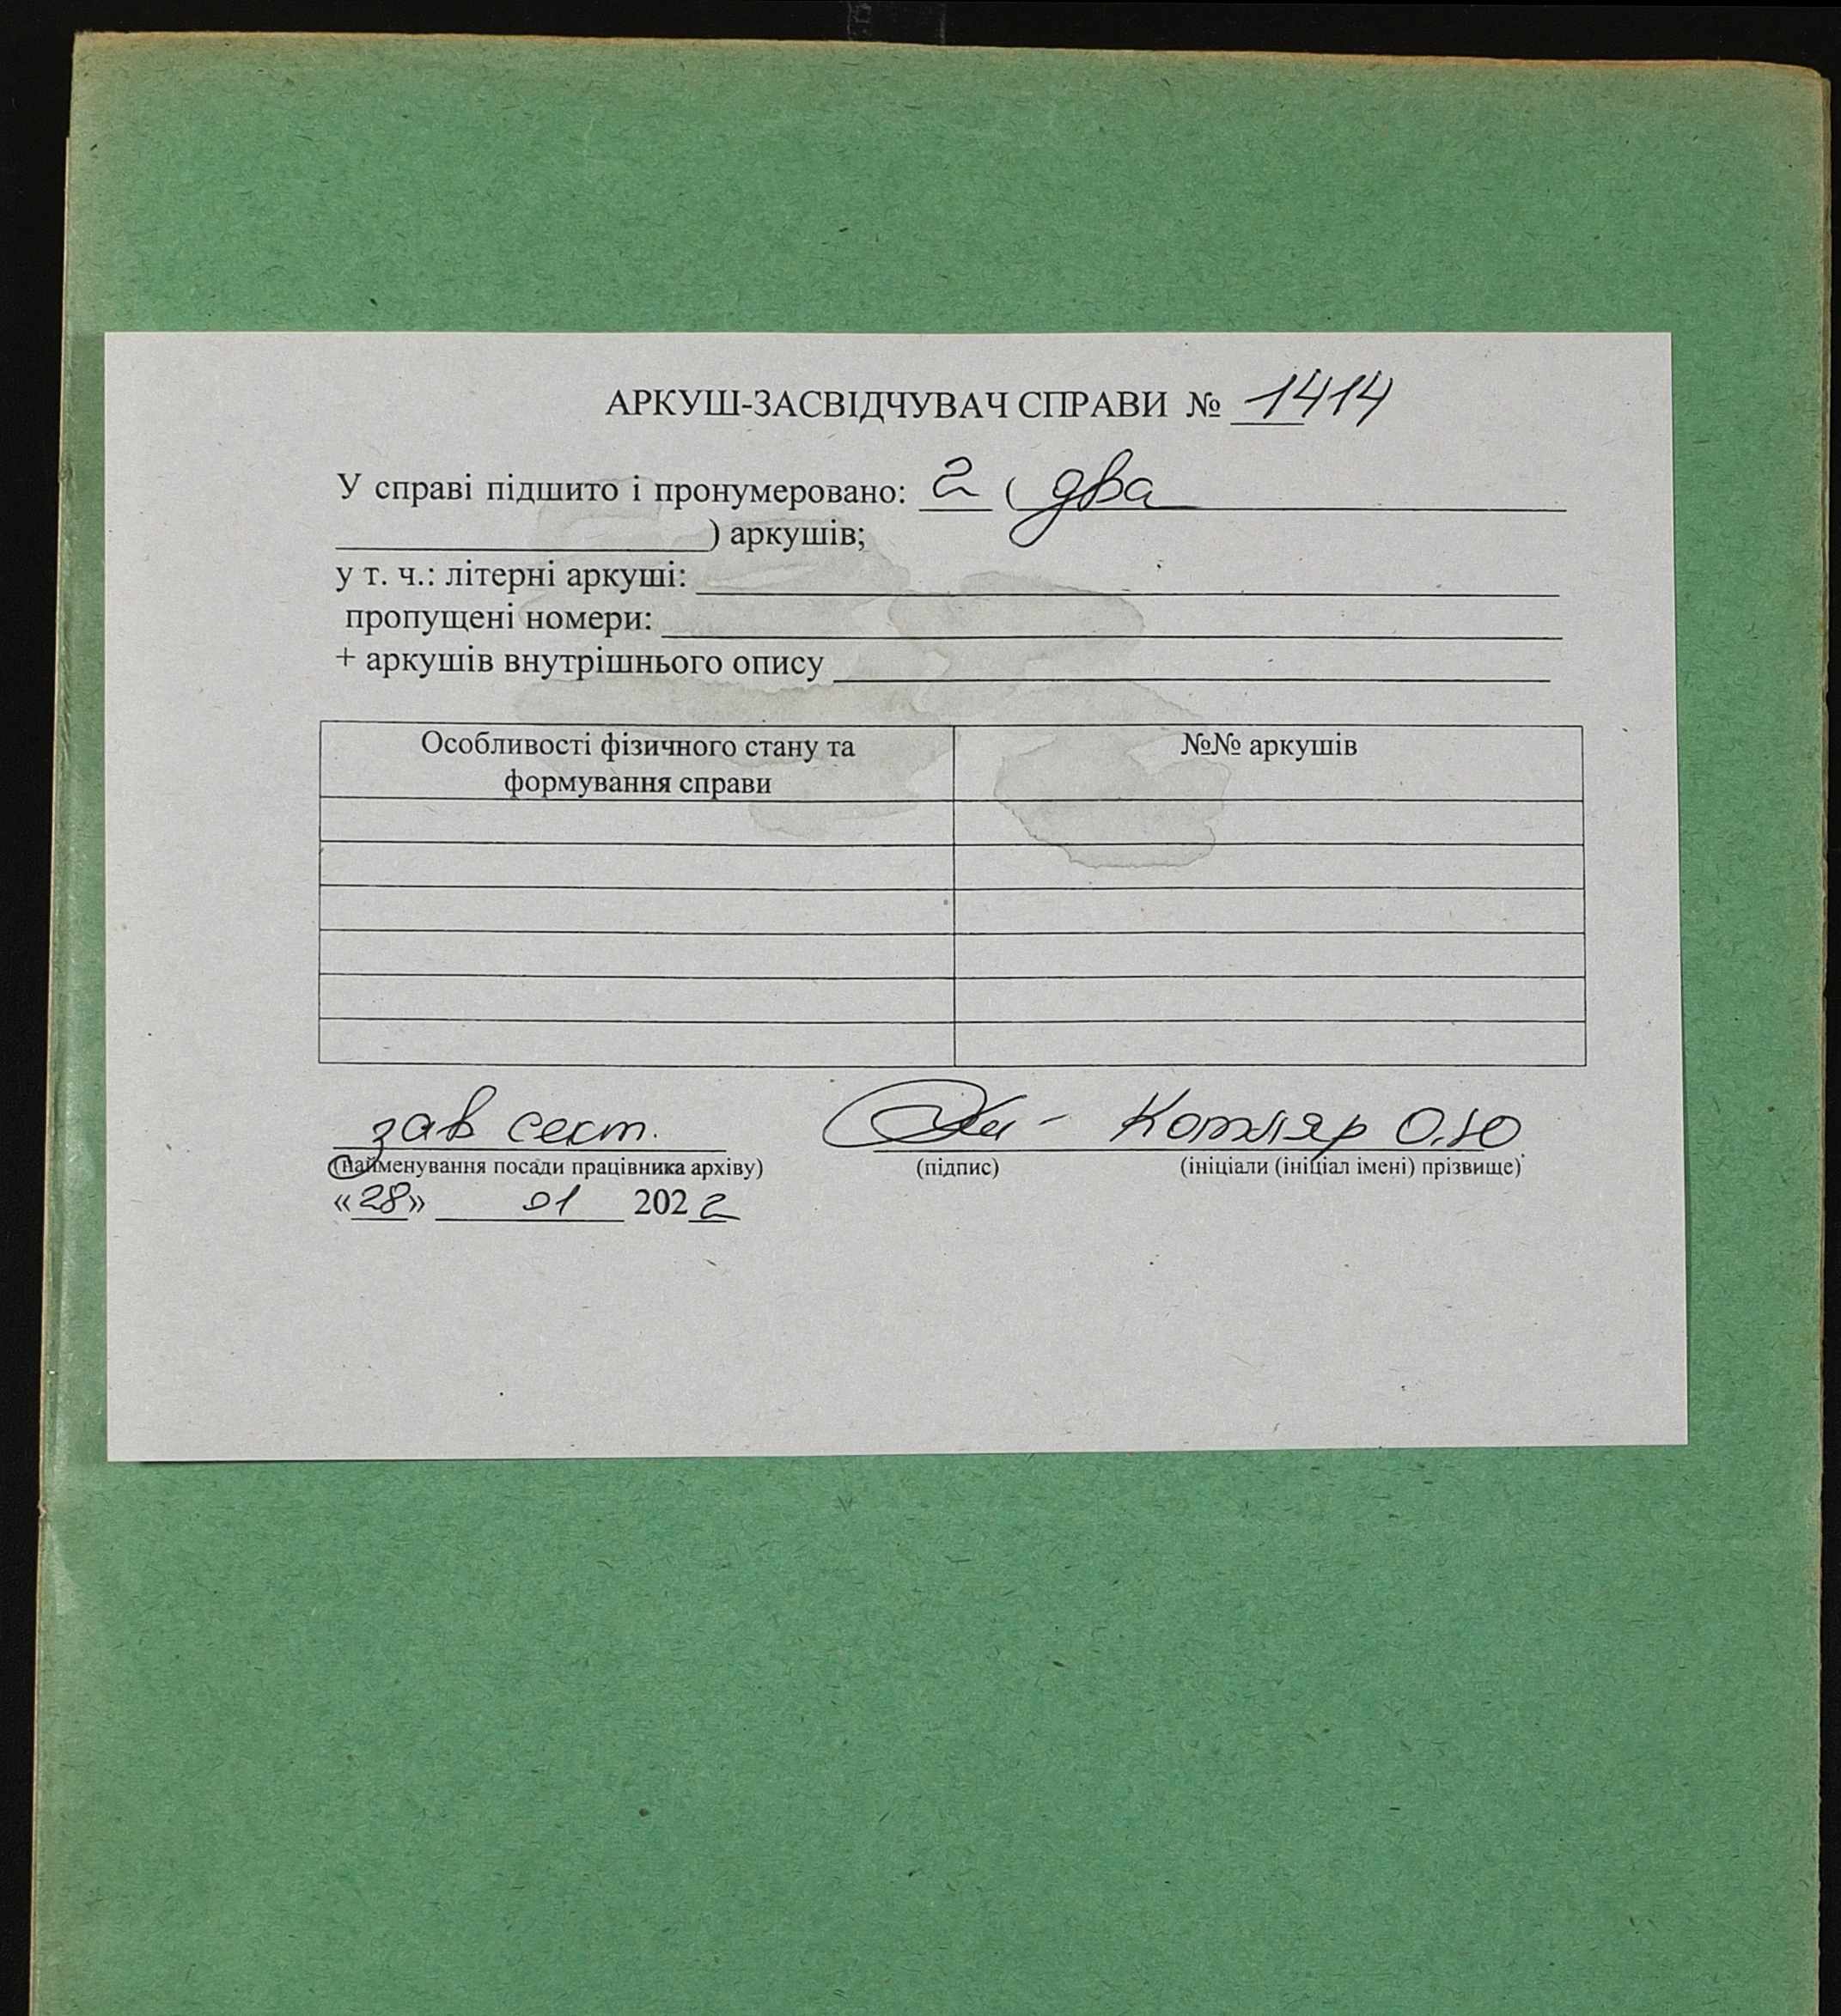 АРКУШ-ЗАСВІДЧУВАЧ СПРАВИ № 1414
У справі підшито і пронумеровано: 2 ( два
) аркушів;
у т. ч.: літерні аркуші:
пропущені номери:
+ аркушів внутрішнього опису
Особливості фізичного стану та
формування справи
№№ аркушів
зав сект. Котляр О.Ю
(найменування посади працівника архіву) (підпис) (ініціали (ініціал імені) прізвище)
«28» 01 2022